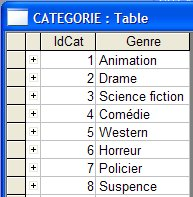 CATEGORIE : Table
IdCat Genre
+ 1 Animation
+ 2 Drame
+ 3 Science fiction
+ 4 Comédie
+ 5 Western
+ 6 Horreur
+ 7 Policier
+ 8 Suspence